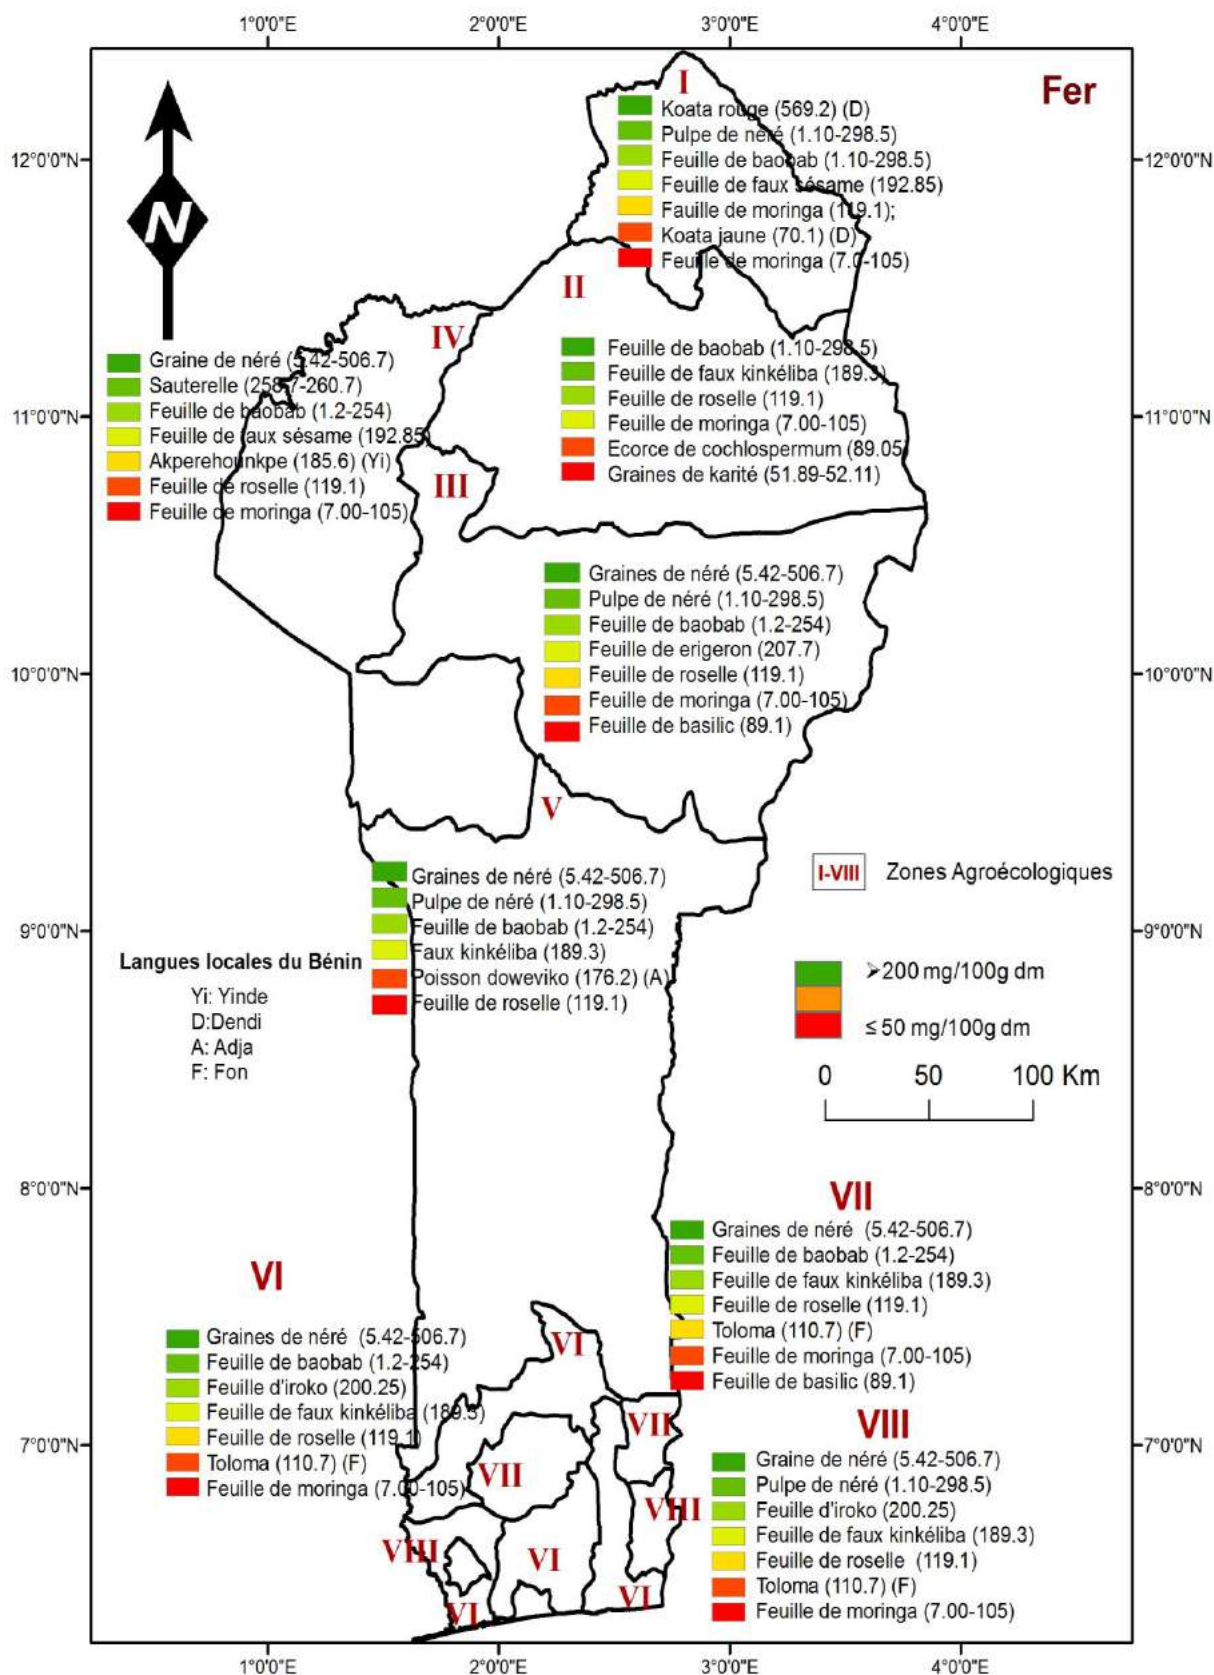 1°0'0"E 2°0'0"E 3°0'0"E 4°0'0"E
Fer
N
12°0'0"N 12°0'0"N
11°0'0"N 11°0'0"N
10°0'0"N 10°0'0"N
9°0'0"N 9°0'0"N
8°0'0"N 8°0'0"N
7°0'0"N 7°0'0"N
I
Koata rouge (569.2) (D)
Pulpe de néré (1.10-298.5)
Feuille de baobab (1.10-298.5)
Feuille de faux sésame (192.85)
Fauille de moringa (119.1);
Koata jaune (70.1) (D)
Feuille de moringa (7.0-105)
II
Feuille de baobab (1.10-298.5)
Feuille de faux kinkéliba (189.3)
Feuille de roselle (119.1)
Feuille de moringa (7.00-105)
Ecorce de cochlospermum (89.05)
Graines de karité (51.89-52.11)
IV
Graine de néré (5.42-506.7)
Sauterelle (258.7-260.7)
Feuille de baobab (1.2-254)
Feuille de faux sésame (192.85)
Akperehounkpe (185.6) (Yi)
Feuille de roselle (119.1)
Feuille de moringa (7.00-105)
III
Graines de néré (5.42-506.7)
Pulpe de néré (1.10-298.5)
Feuille de baobab (1.2-254)
Feuille de erigeron (207.7)
Feuille de roselle (119.1)
Feuille de moringa (7.00-105)
Feuille de basilic (89.1)
V
Graines de néré (5.42-506.7)
Pulpe de néré (1.10-298.5)
Feuille de baobab (1.2-254)
Faux kinkéliba (189.3)
Poisson doweviko (176.2) (A)
Feuille de roselle (119.1)
I-VIII Zones Agroécologiques
Langues locales du Bénin
Yi: Yinde
D:Dendi
A: Adja
F: Fon
➢200 mg/100g dm
≤ 50 mg/100g dm
0 50 100 Km
VII
Graines de néré (5.42-506.7)
Feuille de baobab (1.2-254)
Feuille de faux kinkéliba (189.3)
Feuille de roselle (119.1)
Toloma (110.7) (F)
Feuille de moringa (7.00-105)
Feuille de basilic (89.1)
VI
Graines de néré (5.42-506.7)
Feuille de baobab (1.2-254)
Feuille d'iroko (200.25)
Feuille de faux kinkéliba (189.3)
Feuille de roselle (119.1)
Toloma (110.7) (F)
Feuille de moringa (7.00-105)
VIII
Graine de néré (5.42-506.7)
Pulpe de néré (1.10-298.5)
Feuille d'iroko (200.25)
Feuille de faux kinkéliba (189.3)
Feuille de roselle (119.1)
Toloma (110.7) (F)
Feuille de moringa (7.00-105)
VI
VII
VII
VIII
VIII
VI
VI
VI
1°0'0"E 2°0'0"E 3°0'0"E 4°0'0"E